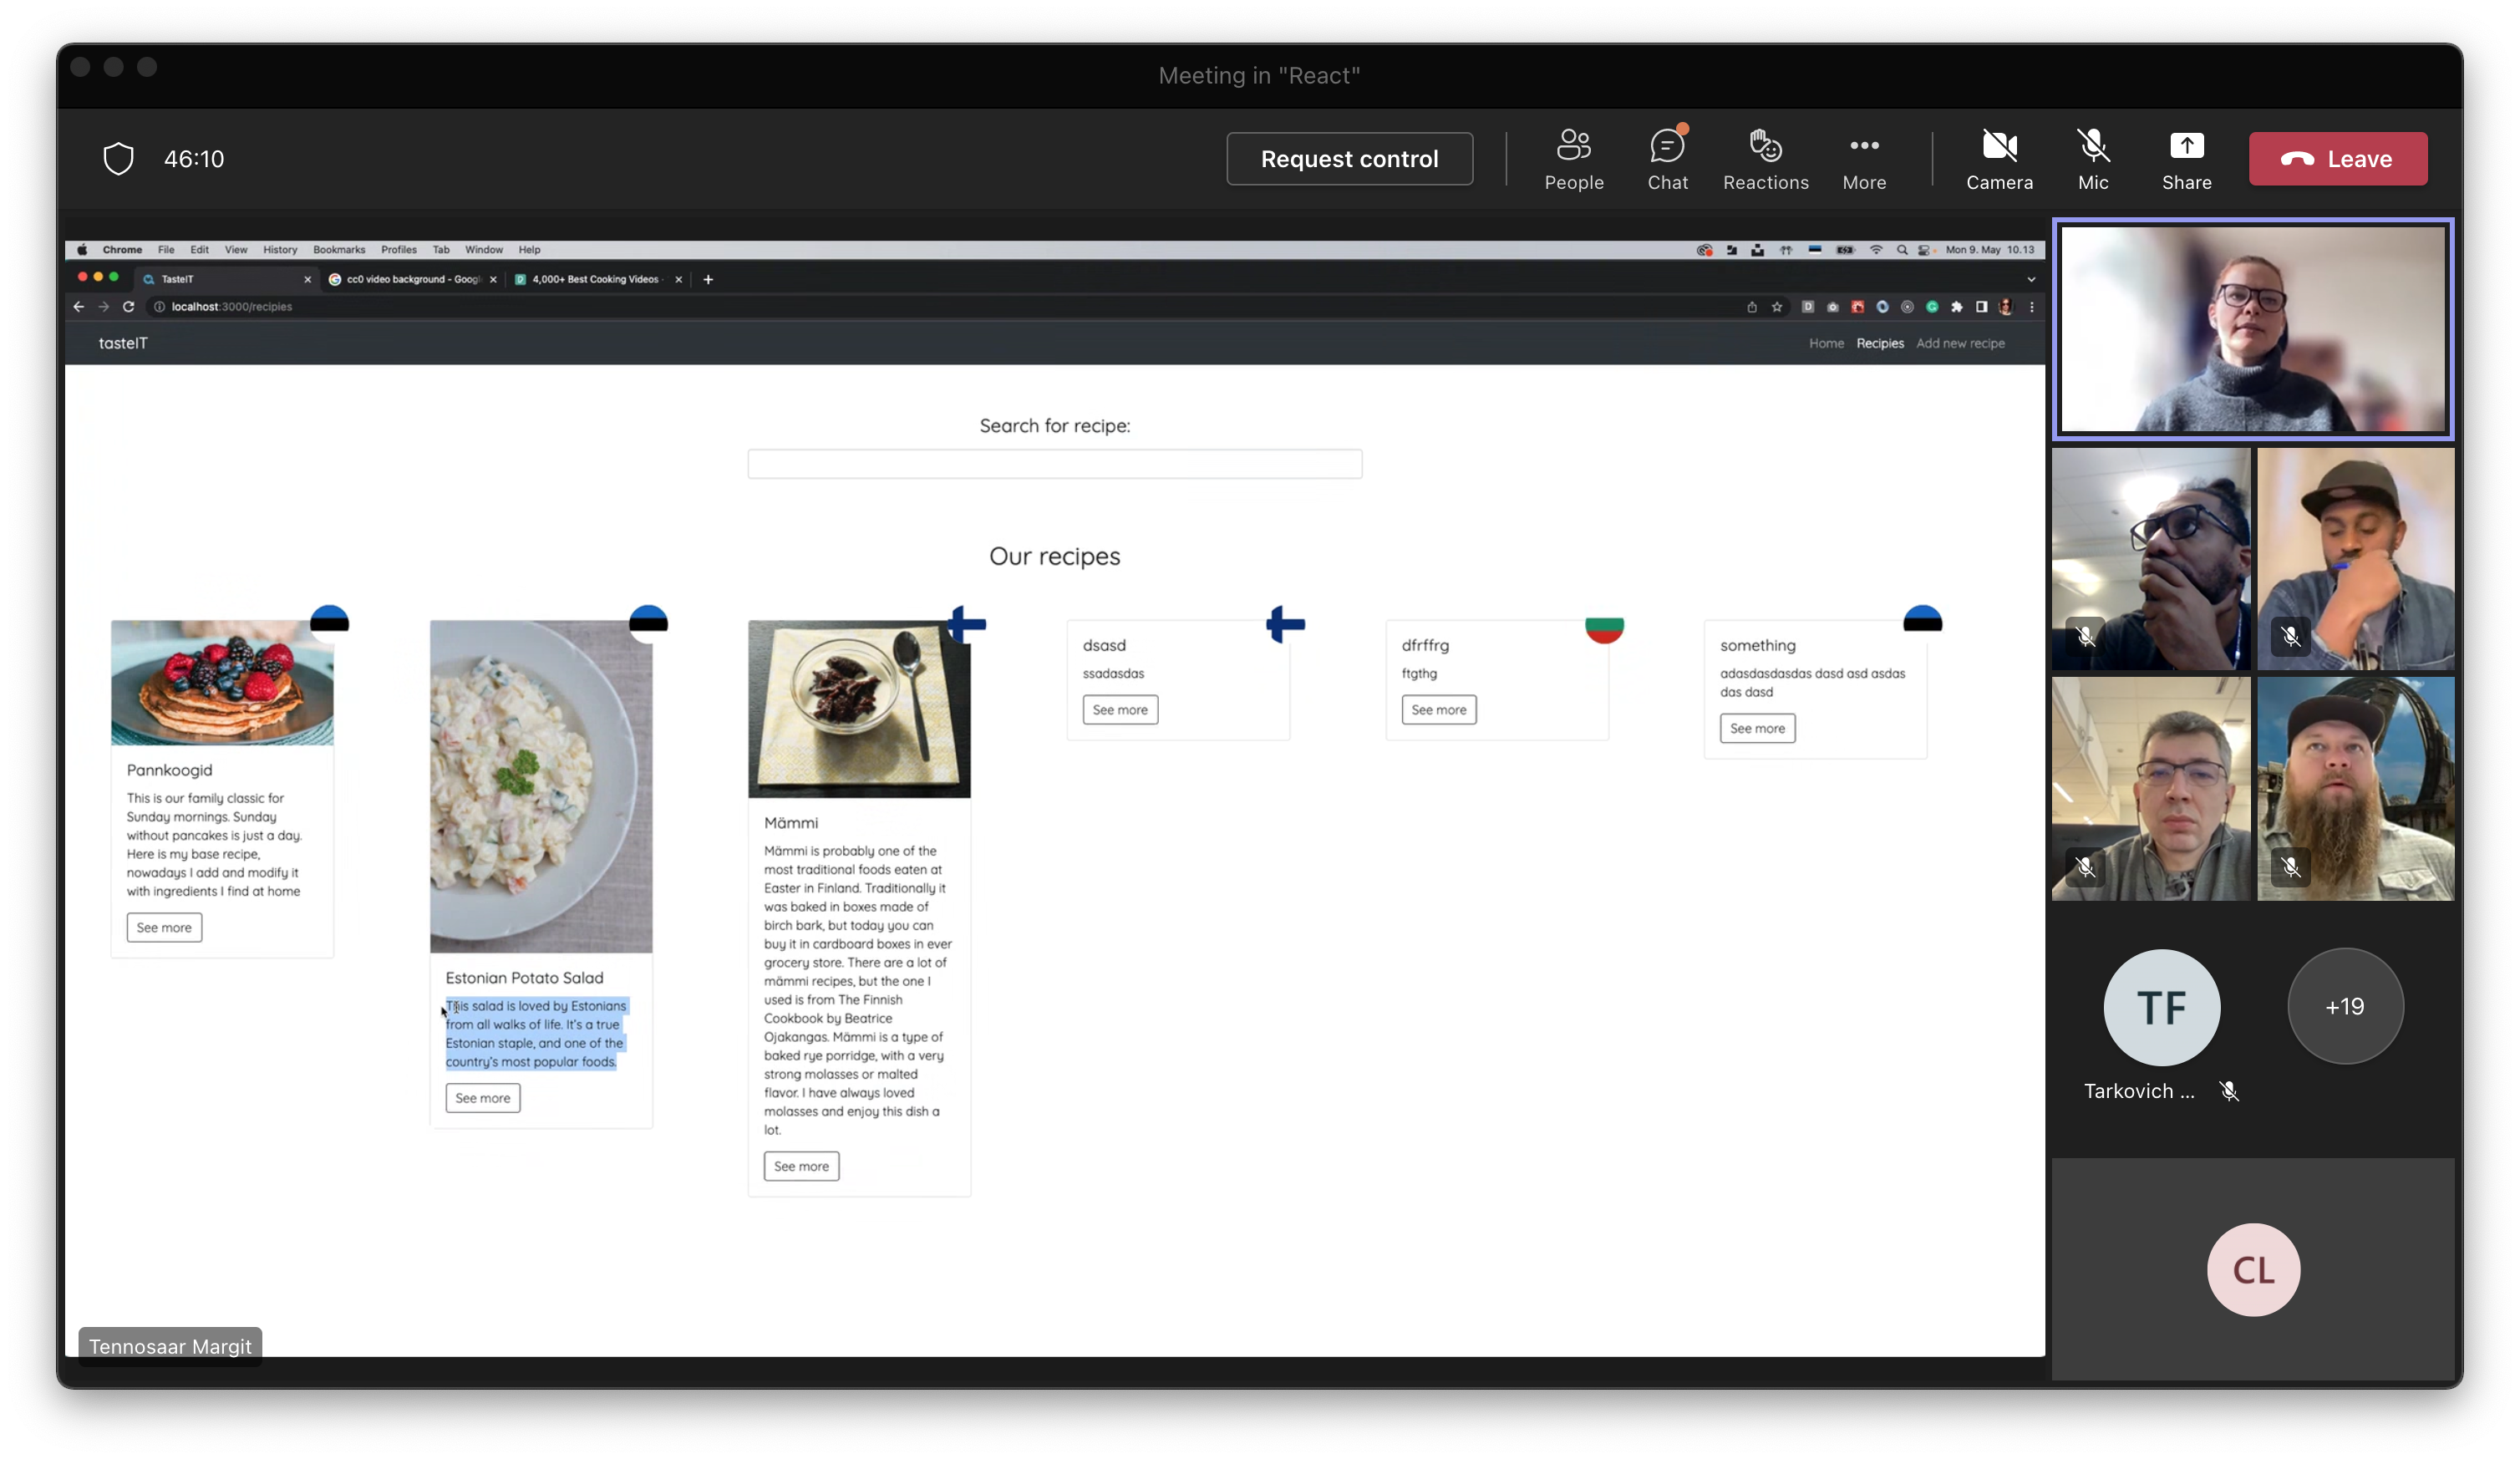 Meeting in "React"
46:10
Request control
People
Chat
Reactions
More
Camera
Mic
Share
Leave
Chrome File Edit View History Bookmarks Profiles Tab Window Help
Mon 9. May 10.13
TasteIT
cc0 video background - Googl
4,000+ Best Cooking Videos -
localhost:3000/recipies
tasteIT
Home Recipies Add new recipe
Search for recipe:
Our recipes
Pannkoogid
This is our family classic for
Sunday mornings. Sunday
without pancakes is just a day.
Here is my base recipe,
nowadays I add and modify it
with ingredients I find at home
See more
Estonian Potato Salad
This salad is loved by Estonians
from all walks of life. It's a true
Estonian staple, and one of the
country's most popular foods.
See more
Mämmi
Mämmi is probably one of the
most traditional foods eaten at
Easter in Finland. Traditionally it
was baked in boxes made of
birch bark, but today you can
buy it in cardboard boxes in ever
grocery store. There are a lot of
mämmi recipes, but the one I
used is from The Finnish
Cookbook by Beatrice
Ojakangas. Mämmi is a type of
baked rye porridge, with a very
strong molasses or malted
flavor. I have always loved
molasses and enjoy this dish a
lot.
See more
dsasd
ssadasdas
See more
dfrffrg
ftgthg
See more
something
adasdasdasdas dasd asd asdas
das dasd
See more
TF
+19
Tarkovich ...
CL
Tennosaar Margit